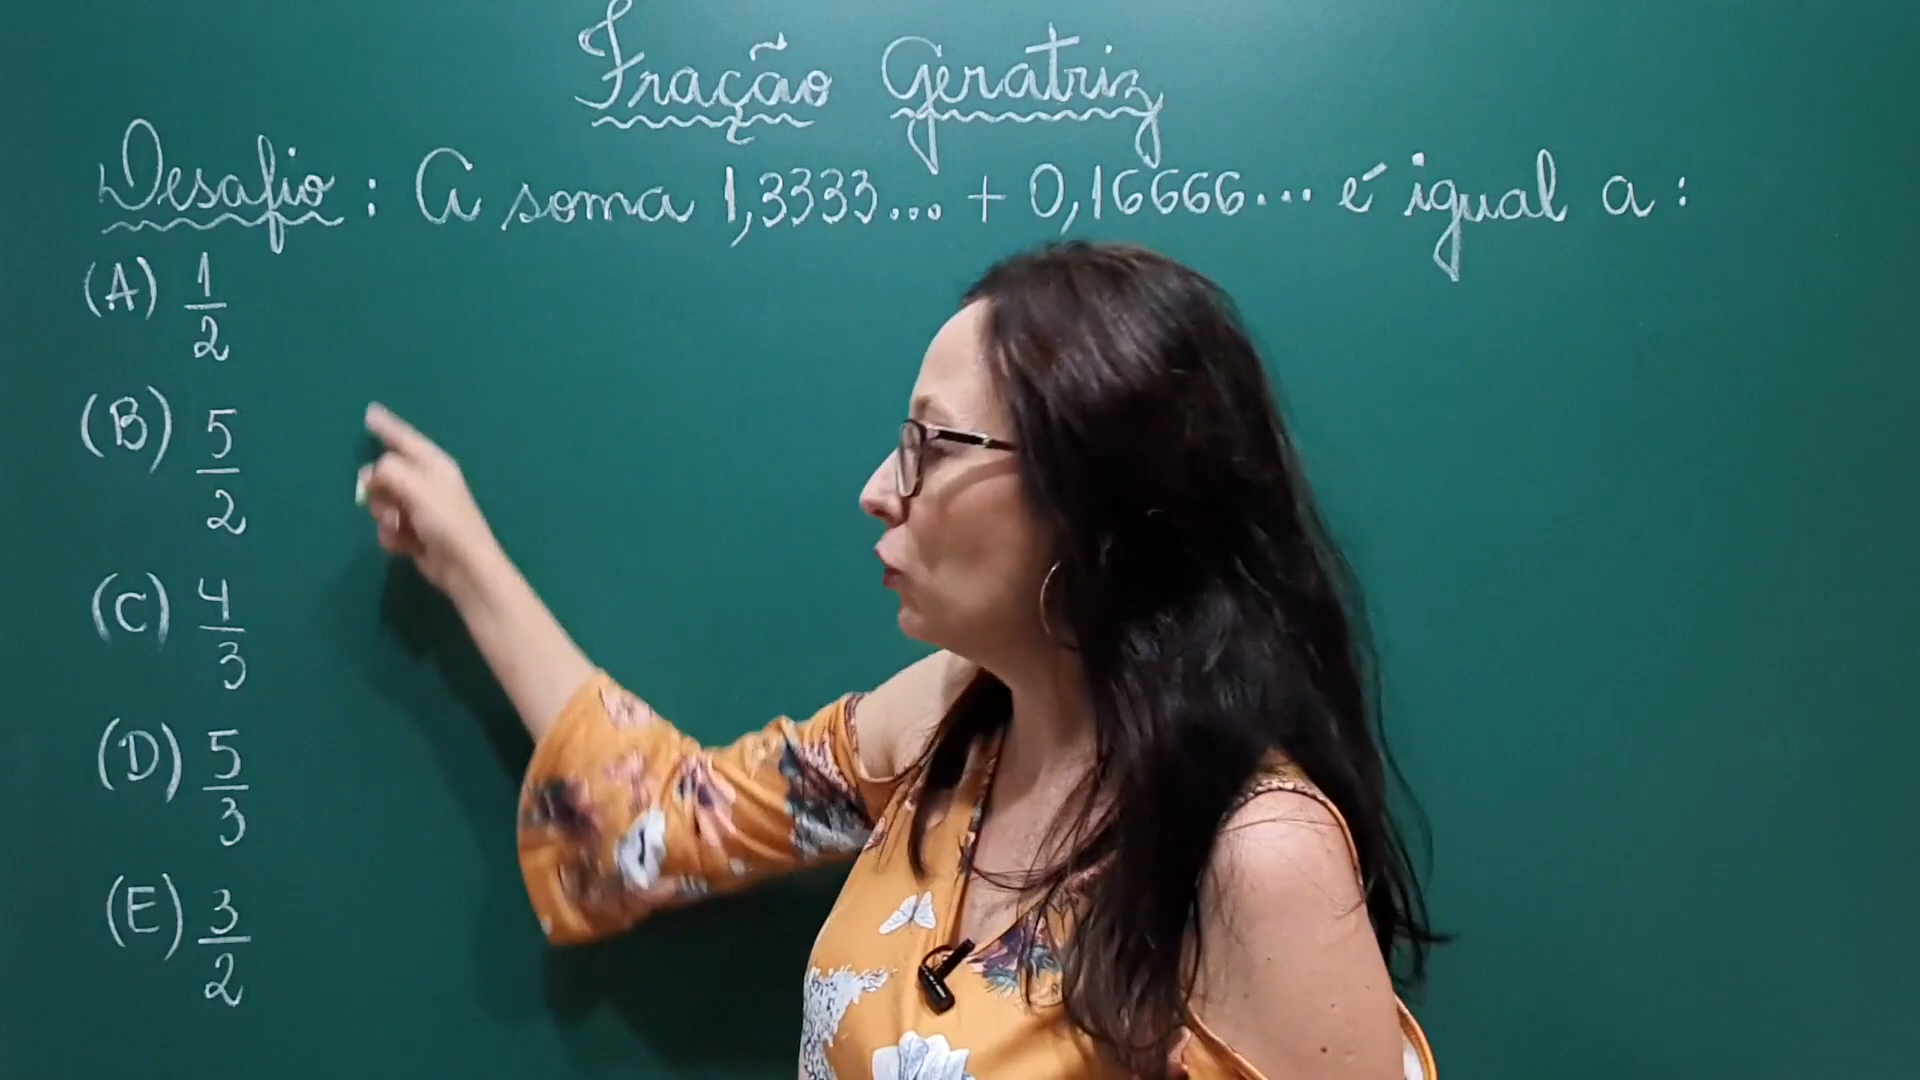 Fração Geratriz
Desafio: A soma 1,3333... + 0,16666... é igual a:
(A) 1/2
(B) 5/2
(C) 4/3
(D) 5/3
(E) 3/2